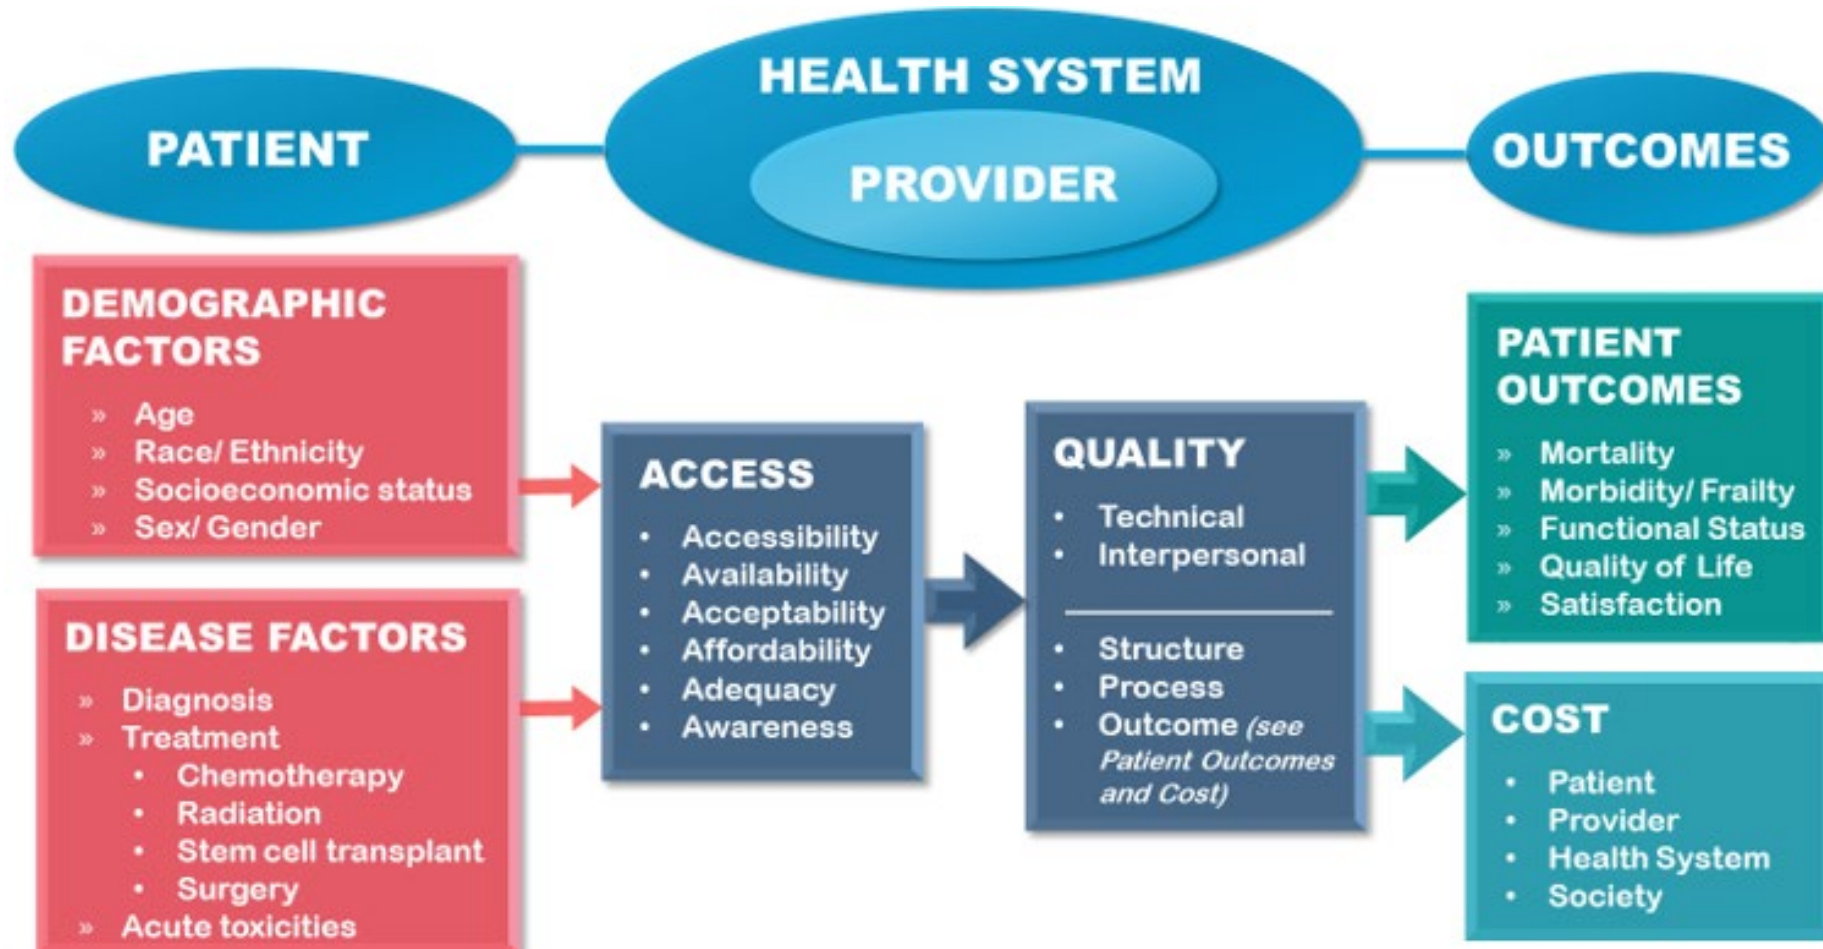 PATIENT
HEALTH SYSTEM
PROVIDER
OUTCOMES
DEMOGRAPHIC
FACTORS
» Age
» Race/ Ethnicity
» Socioeconomic status
» Sex/ Gender
DISEASE FACTORS
» Diagnosis
» Treatment
• Chemotherapy
• Radiation
• Stem cell transplant
• Surgery
» Acute toxicities
ACCESS
• Accessibility
• Availability
• Acceptability
• Affordability
• Adequacy
• Awareness
QUALITY
• Technical
• Interpersonal
• Structure
• Process
• Outcome (see
Patient Outcomes
and Cost)
PATIENT
OUTCOMES
» Mortality
» Morbidity/ Frailty
» Functional Status
» Quality of Life
» Satisfaction
COST
• Patient
• Provider
• Health System
• Society